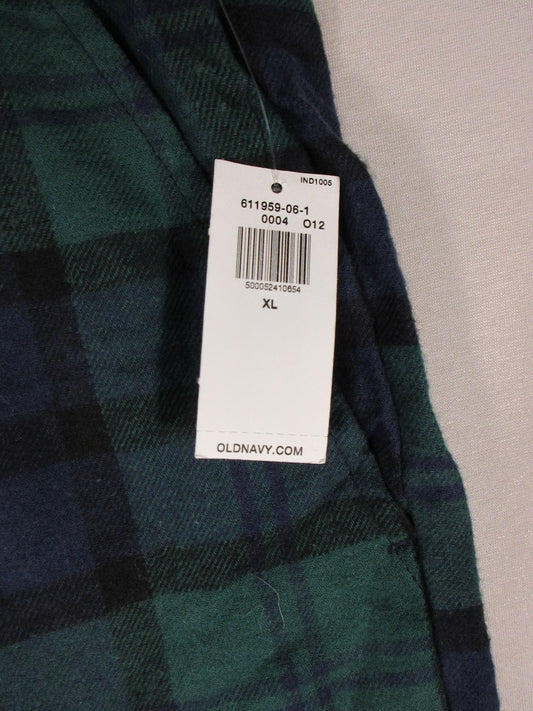 IND1005
611959-06-1
0004 O12
500052410654
XL
OLDNAVY.COM